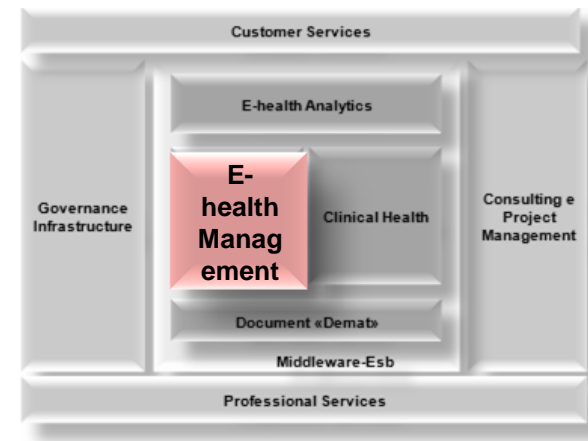 Customer Services
E-health Analytics
E-
health
Manag
ement
Clinical Health
Governance
Infrastructure
Consulting e
Project
Management
Document «Demat»
Middleware-Esb
Professional Services